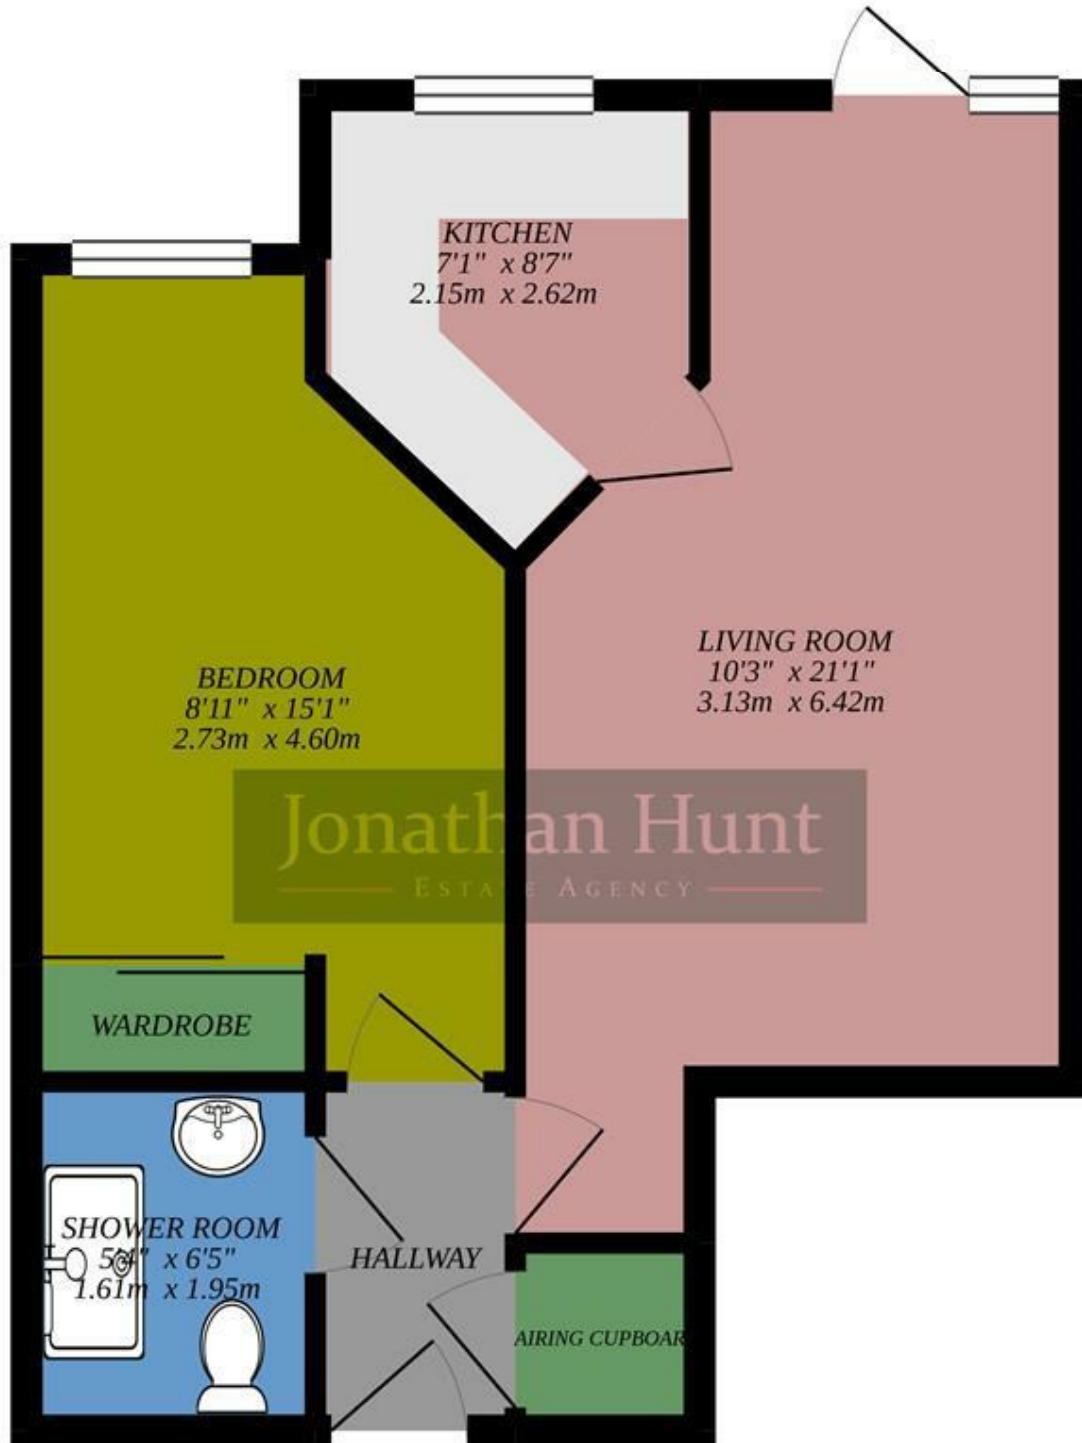 KITCHEN
7'1" x 8'7"
2.15m x 2.62m
LIVING ROOM
10'3" x 21'1"
3.13m x 6.42m
BEDROOM
8'11" x 15'1"
2.73m x 4.60m
Jonathan Hunt
ESTATE AGENCY
WARDROBE
SHOWER ROOM
5'4" x 6'5"
1.61m x 1.95m
HALLWAY
AIRING CUPBOAR